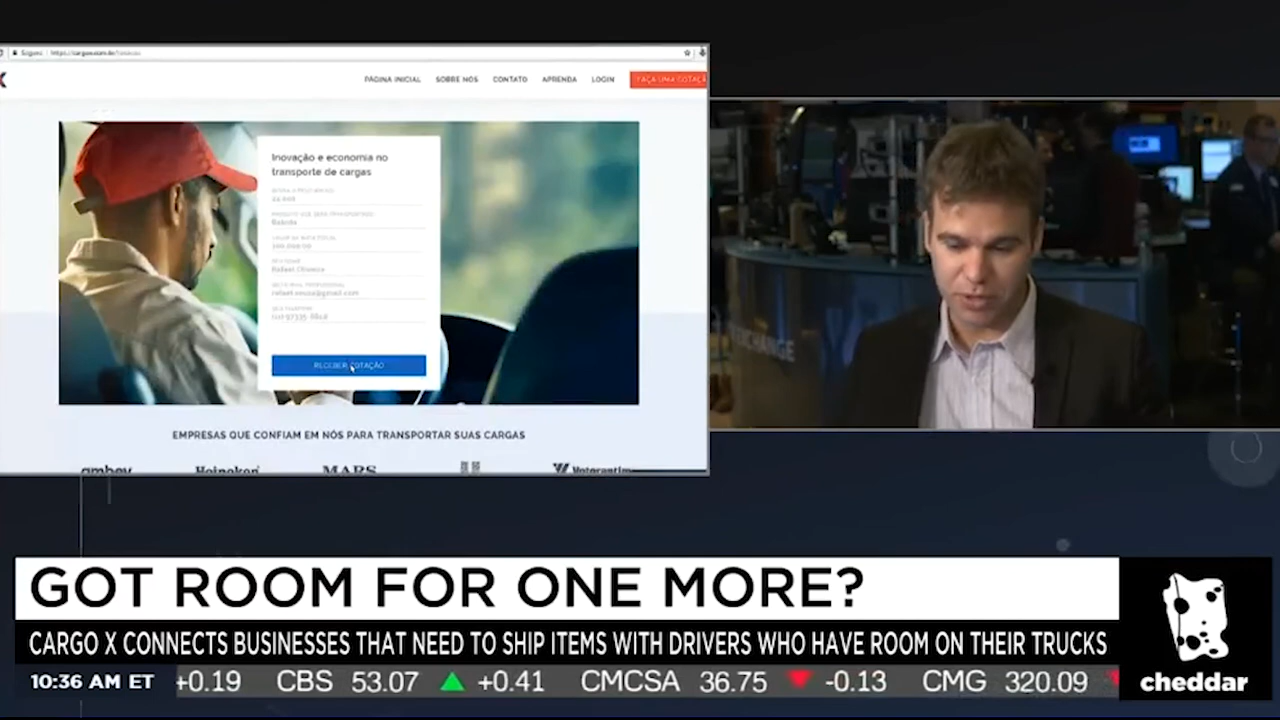 PÁGINA INICIAL SOBRE NÓS CONTATO APRENDA LOGIN FAÇA UMA COTAÇÃ
Inovação e economia no
transporte de cargas
RECEBER COTAÇÃO
EMPRESAS QUE CONFIAM EM NÓS PARA TRANSPORTAR SUAS CARGAS
ambev Heineken MARS Votorantim
GOT ROOM FOR ONE MORE?
CARGO X CONNECTS BUSINESSES THAT NEED TO SHIP ITEMS WITH DRIVERS WHO HAVE ROOM ON THEIR TRUCKS
10:36 AM ET +0.19 CBS 53.07 +0.41 CMCSA 36.75 -0.13 CMG 320.09
cheddar